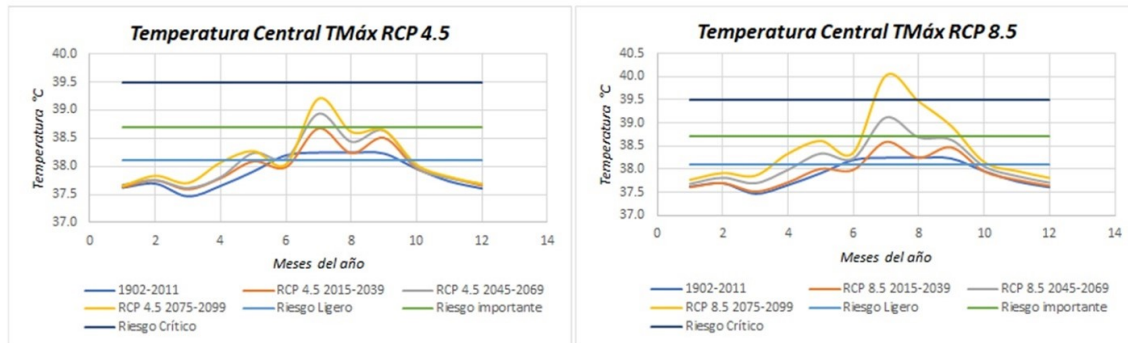 Temperatura Central TMáx RCP 4.5
40.0
39.5
39.0
38.5
38.0
37.5
37.0
Temperatura °C
0 2 4 6 8 10 12 14
Meses del año
1902-2011 RCP 4.5 2015-2039 RCP 4.5 2045-2069
RCP 4.5 2075-2099 Riesgo Ligero Riesgo importante
Riesgo Crítico
Temperatura Central TMáx RCP 8.5
40.5
40.0
39.5
39.0
38.5
38.0
37.5
37.0
Temperatura °C
0 2 4 6 8 10 12 14
Meses del año
1902-2011 RCP 8.5 2015-2039 RCP 8.5 2045-2069
RCP 8.5 2075-2099 Riesgo Ligero Riesgo importante
Riesgo Crítico